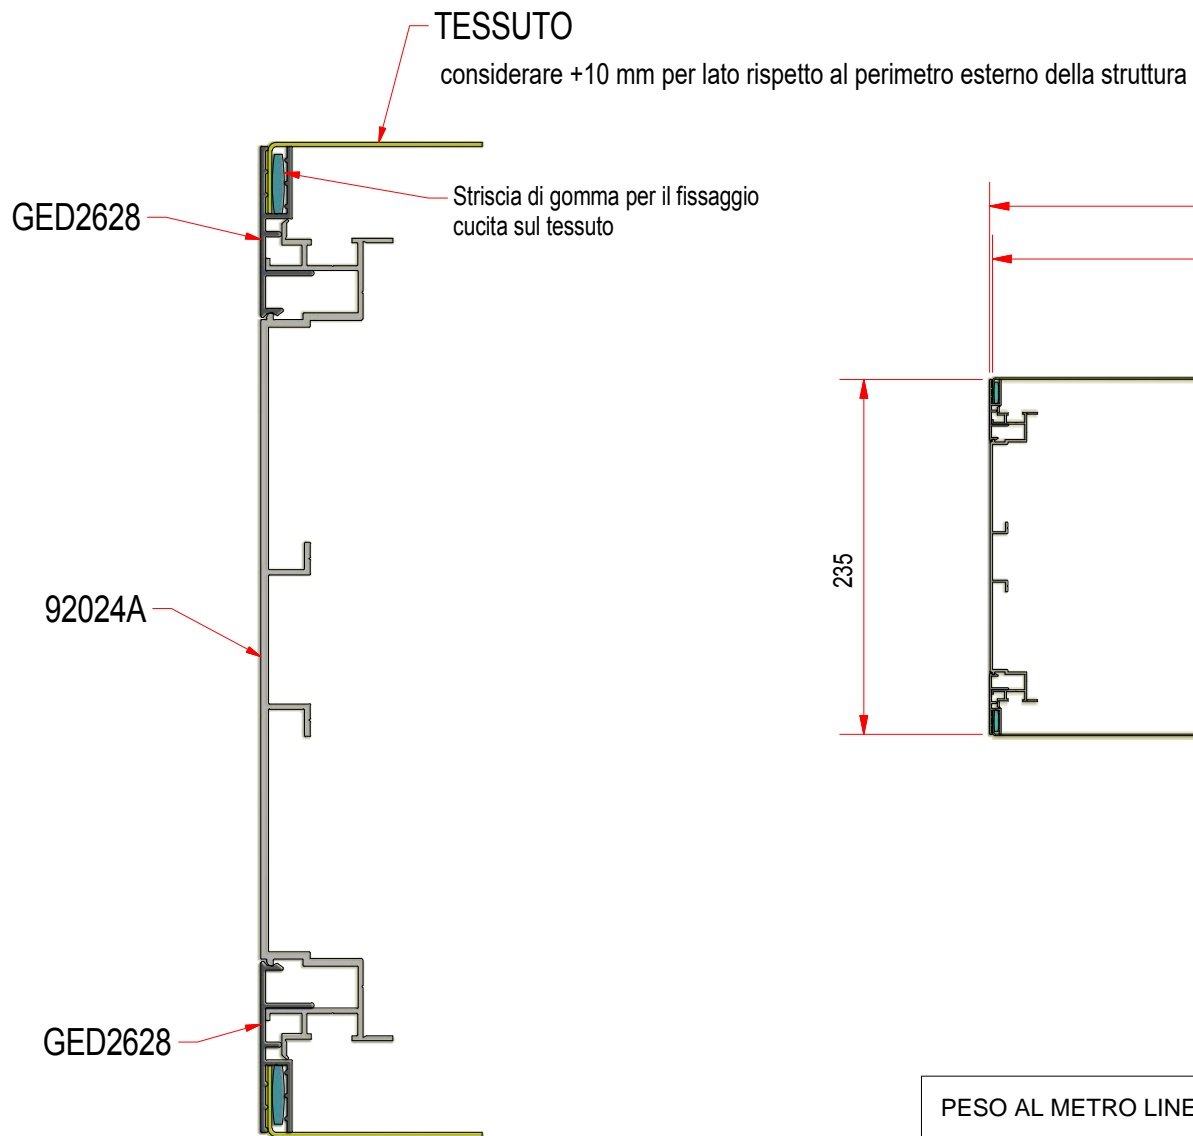 TESSUTO
considerare +10 mm per lato rispetto al perimetro esterno della struttura
Striscia di gomma per il fissaggio
cucita sul tessuto
GED2628
235
92024A
GED2628
PESO AL METRO LINE